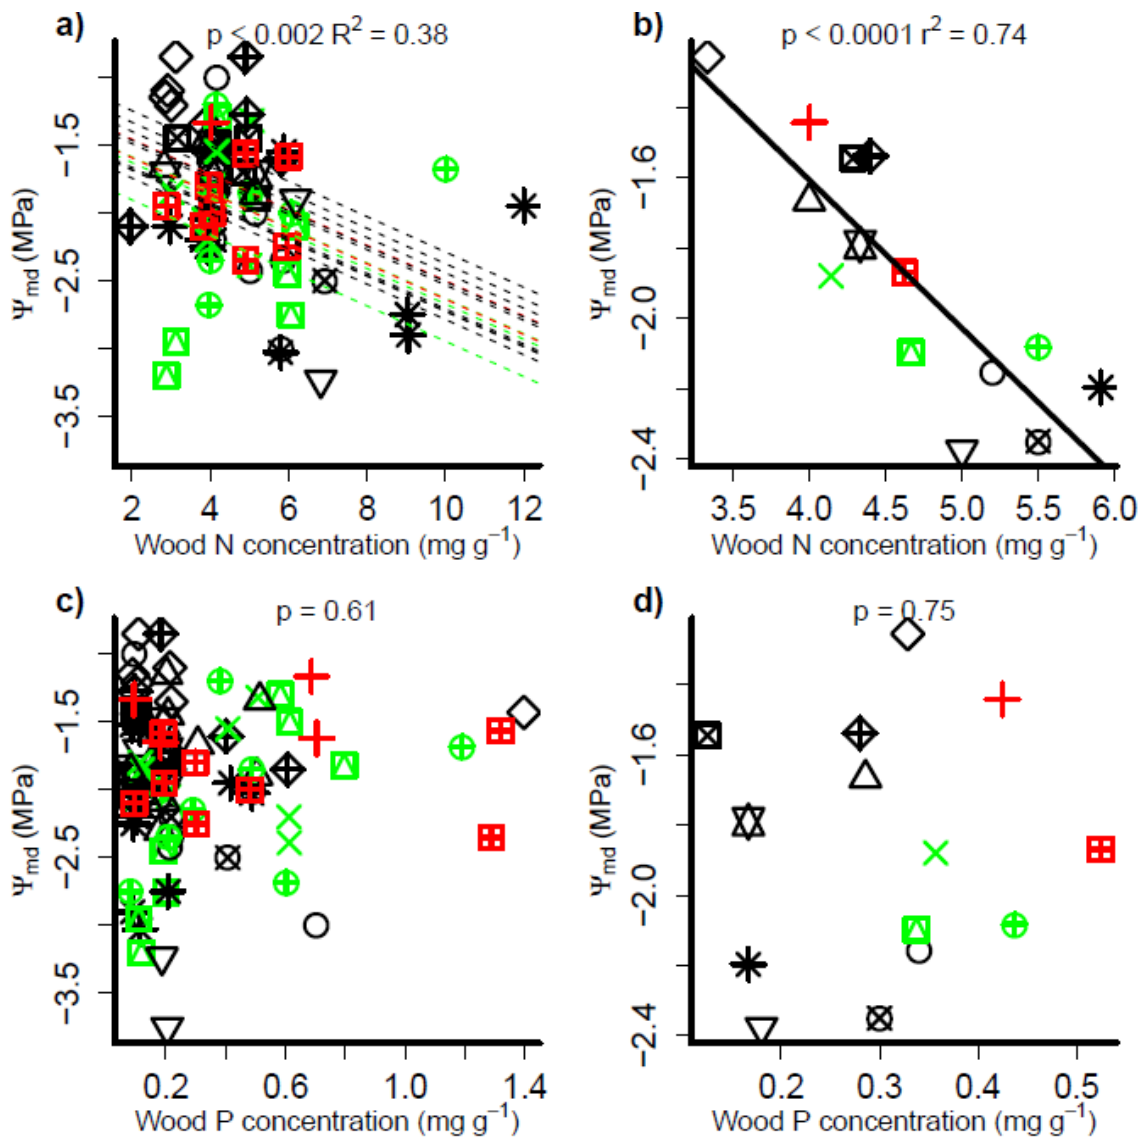 a) p < 0.002 R² = 0.38
Ψmd (MPa)
−1.5
−2.5
−3.5
2 4 6 8 10 12
Wood N concentration (mg g⁻¹)
b) p < 0.0001 r² = 0.74
Ψmd (MPa)
−1.6
−2.0
−2.4
3.5 4.0 4.5 5.0 5.5 6.0
Wood N concentration (mg g⁻¹)
c) p = 0.61
Ψmd (MPa)
−1.5
−2.5
−3.5
0.2 0.6 1.0 1.4
Wood P concentration (mg g⁻¹)
d) p = 0.75
Ψmd (MPa)
−1.6
−2.0
−2.4
0.2 0.3 0.4 0.5
Wood P concentration (mg g⁻¹)